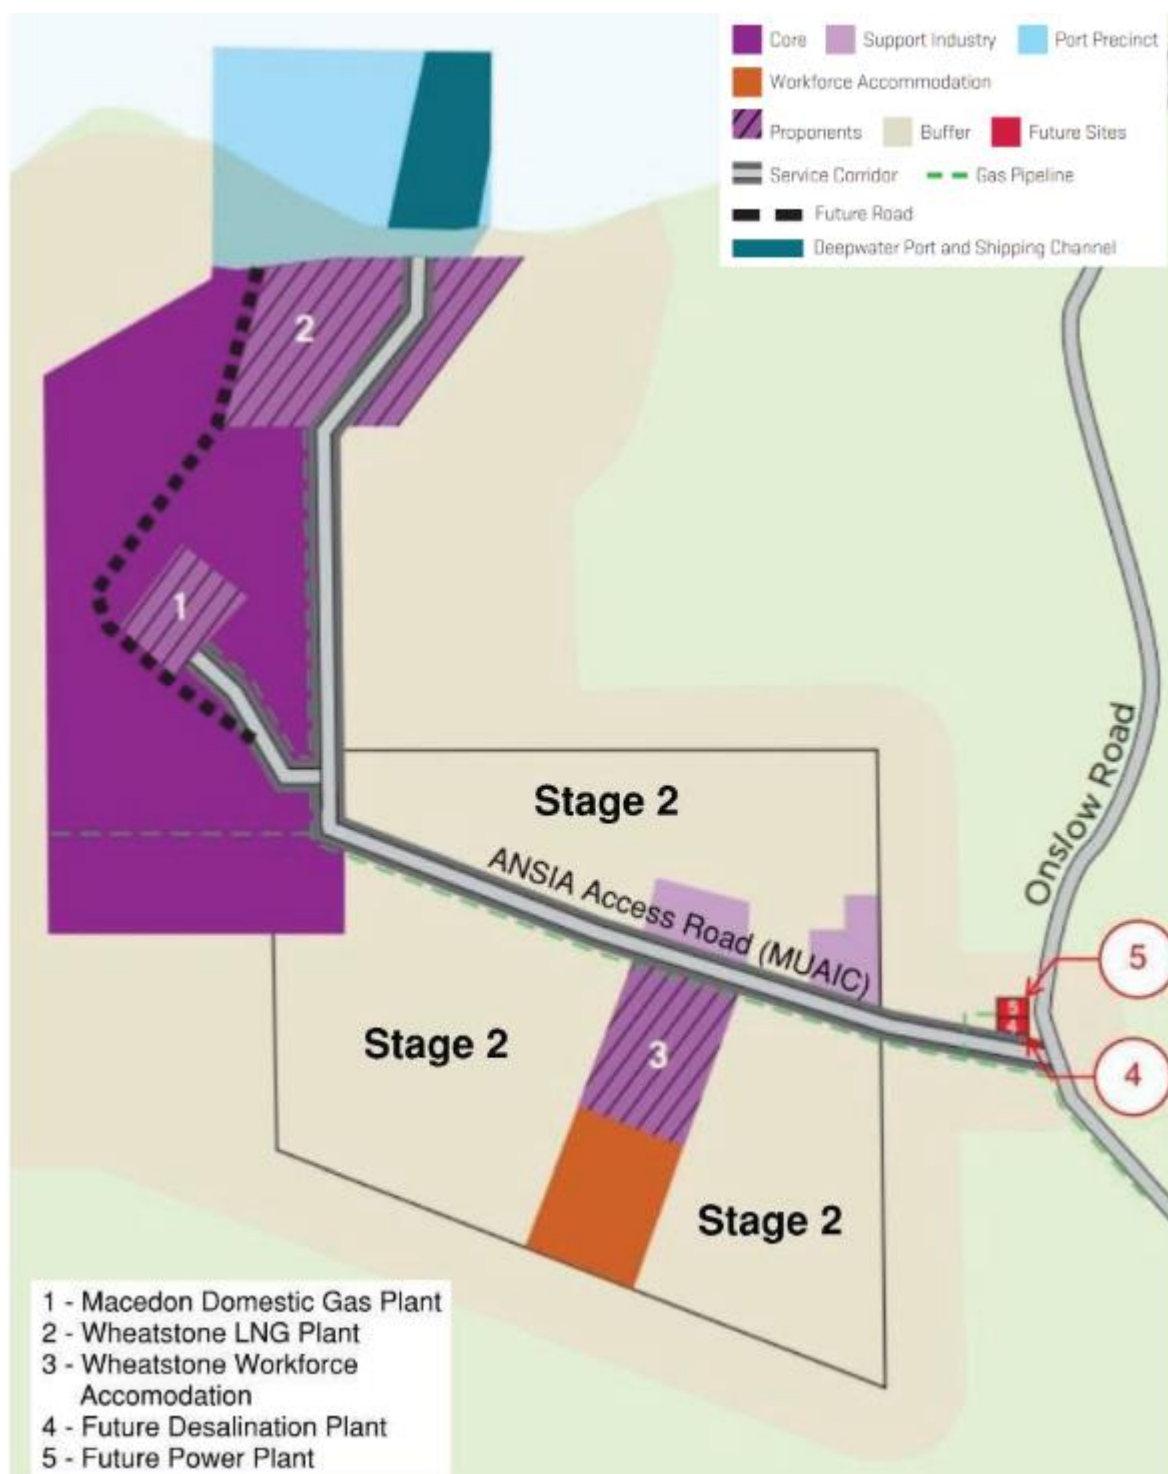 Core Support Industry Port Precinct
Workforce Accommodation
Proponents Buffer Future Sites
Service Corridor Gas Pipeline
Future Road
Deepwater Port and Shipping Channel
2
1
Onslow Road
Stage 2
ANSIA Access Road (MUAIC)
5
5
4
Stage 2
3
4
Stage 2
1 - Macedon Domestic Gas Plant
2 - Wheatstone LNG Plant
3 - Wheatstone Workforce
Accomodation
4 - Future Desalination Plant
5 - Future Power Plant